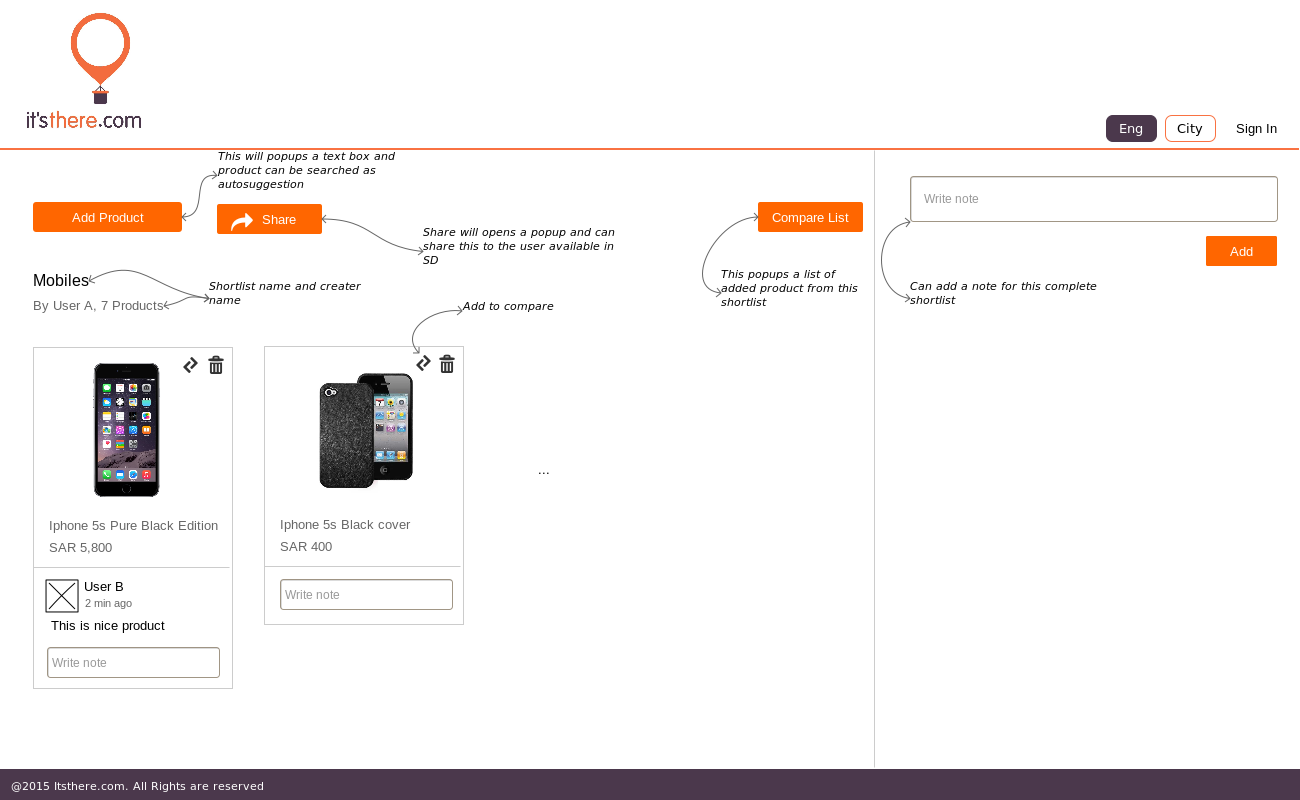 it'sthere.com
Eng
City
Sign In
This will popups a text box and
product can be searched as
autosuggestion
Add Product
Share
Compare List
Write note
Share will opens a popup and can
share this to the user available in
SD
Add
Mobiles
By User A, 7 Products
Shortlist name and creater
name
Add to compare
This popups a list of
added product from this
shortlist
Can add a note for this complete
shortlist
Iphone 5s Pure Black Edition
SAR 5,800
User B
2 min ago
This is nice product
Write note
Iphone 5s Black cover
SAR 400
Write note
...
@2015 Itsthere.com. All Rights are reserved